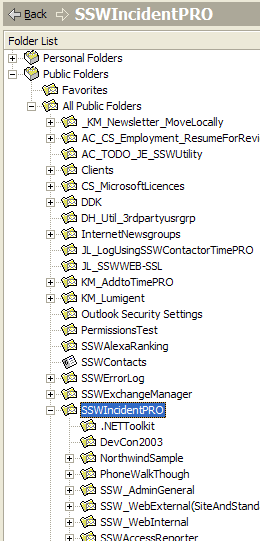 Back SSWIncidentPRO
Folder List
Personal Folders
Public Folders
Favorites
All Public Folders
_KM_Newsletter_MoveLocally
AC_CS_Employment_ResumeForRevi
AC_TODO_JE_SSWUtility
Clients
CS_MicrosoftLicences
DDK
DH_Util_3rdpartyusrgrp
InternetNewsgroups
JL_LogUsingSSWContactorTimePRO
JL_SSWWEB-SSL
KM_AddtoTimePRO
KM_Lumigent
Outlook Security Settings
PermissionsTest
SSWAlexaRanking
SSWContacts
SSWErrorLog
SSWExchangeManager
SSWIncidentPRO
.NETToolkit
DevCon2003
NorthwindSample
PhoneWalkThough
SSW_AdminGeneral
SSW_WebExternal(SiteAndStand
SSW_WebInternal
SSWAccessReporter